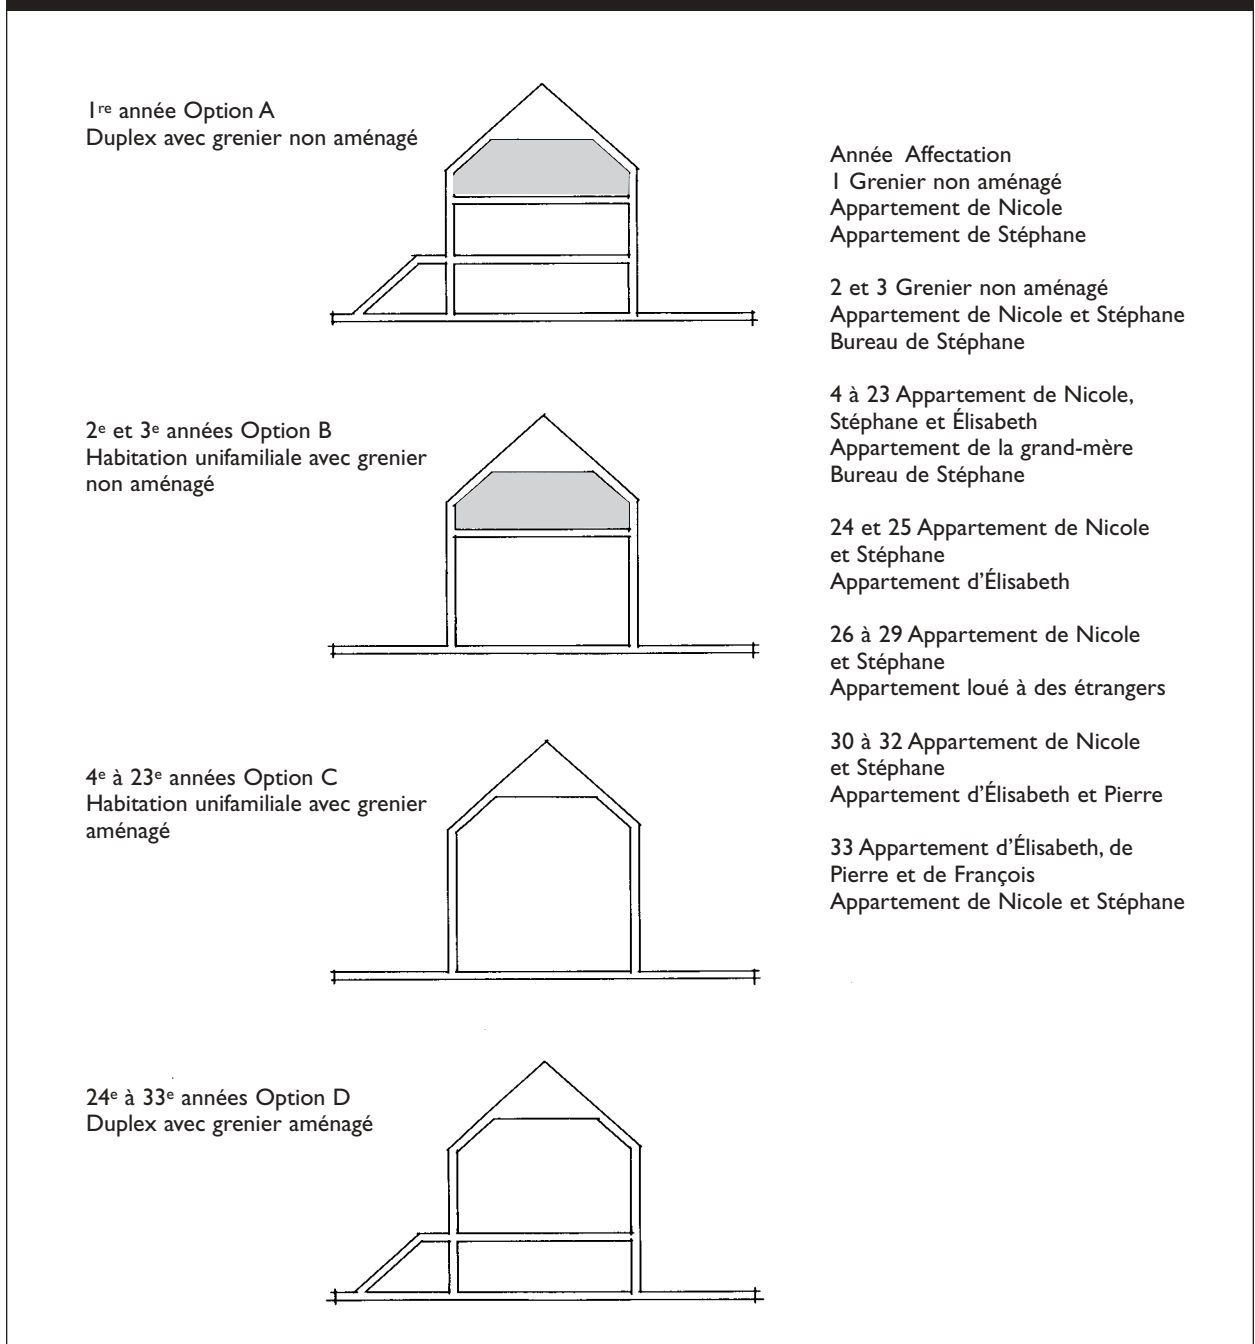 1re année Option A
Duplex avec grenier non aménagé
2e et 3e années Option B
Habitation unifamiliale avec grenier
non aménagé
4e à 23e années Option C
Habitation unifamiliale avec grenier
aménagé
24e à 33e années Option D
Duplex avec grenier aménagé
Année Affectation
1 Grenier non aménagé
Appartement de Nicole
Appartement de Stéphane
2 et 3 Grenier non aménagé
Appartement de Nicole et Stéphane
Bureau de Stéphane
4 à 23 Appartement de Nicole,
Stéphane et Élisabeth
Appartement de la grand-mère
Bureau de Stéphane
24 et 25 Appartement de Nicole
et Stéphane
Appartement d'Élisabeth
26 à 29 Appartement de Nicole
et Stéphane
Appartement loué à des étrangers
30 à 32 Appartement de Nicole
et Stéphane
Appartement d'Élisabeth et Pierre
33 Appartement d'Élisabeth, de
Pierre et de François
Appartement de Nicole et Stéphane